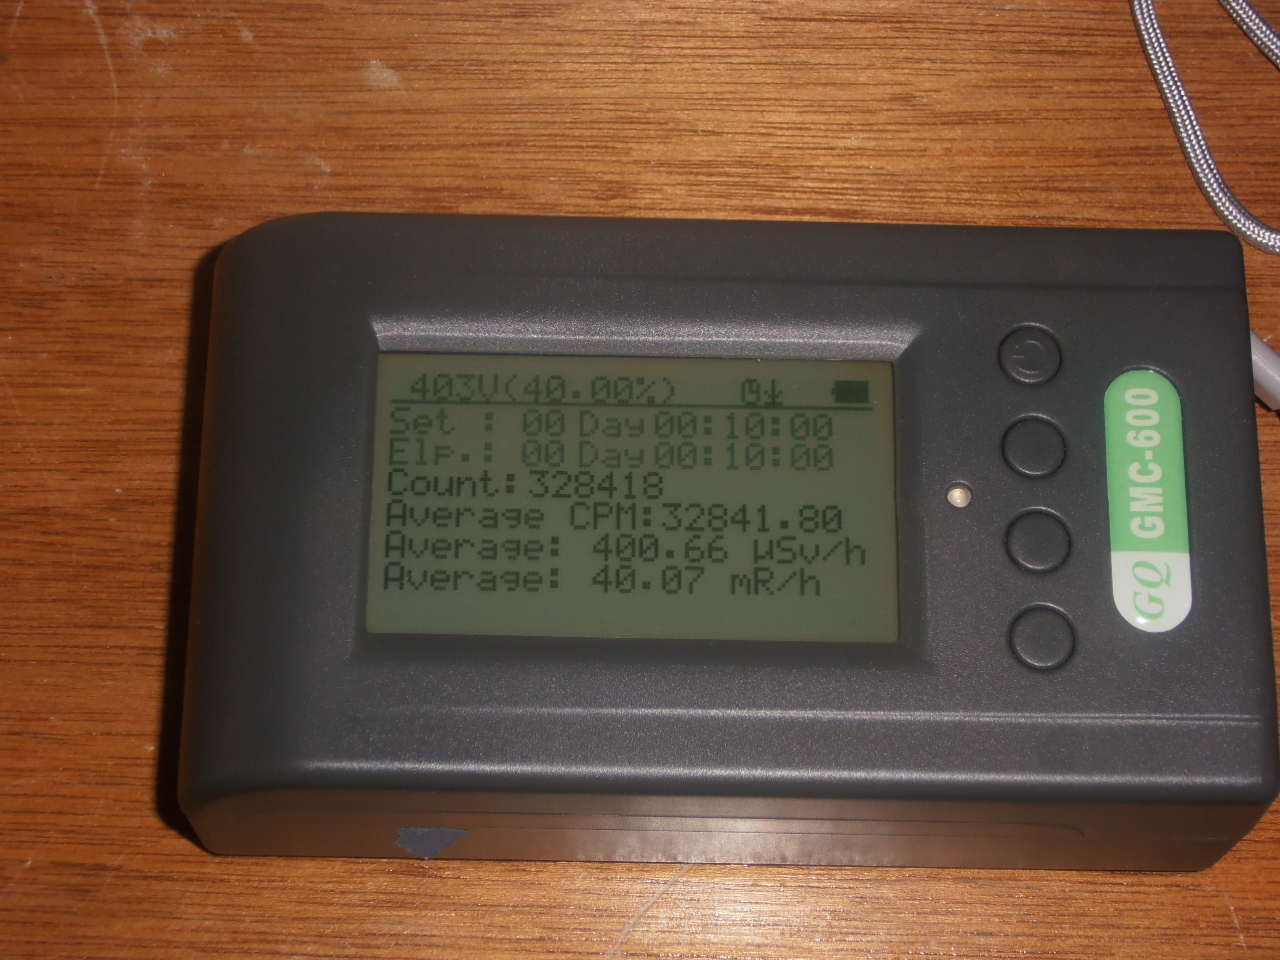 403V(40.00%)
Set : 00 Day 00:10:00
Elp.: 00 Day 00:10:00
Count:328418
Average CPM:32841.80
Average: 400.66 µSv/h
Average: 40.07 mR/h
GQ GMC-600